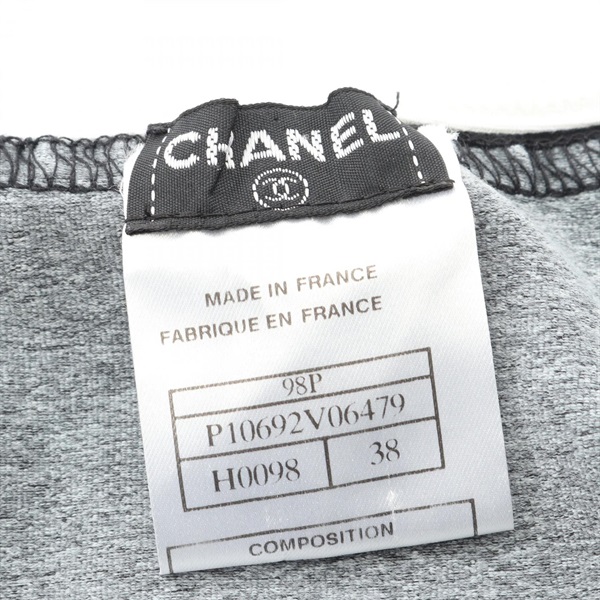 CHANEL
MADE IN FRANCE
FABRIQUE EN FRANCE
98P
P10692V06479
H0098 38
COMPOSITION